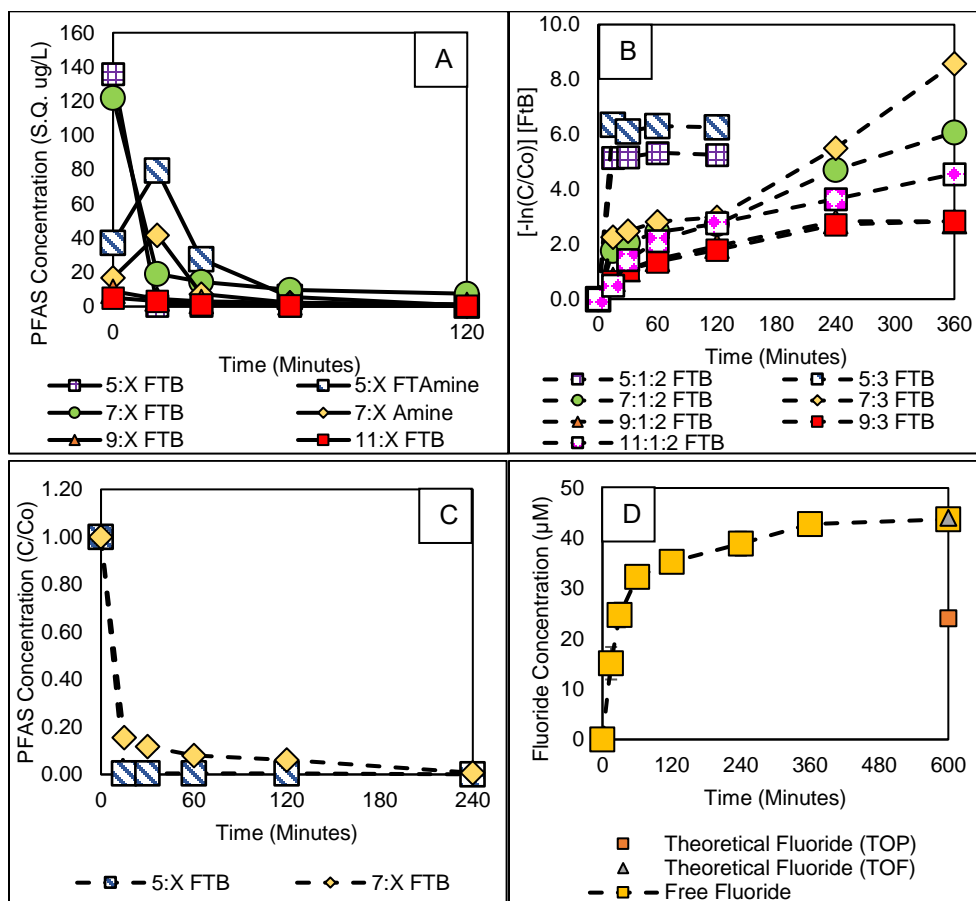 A
PFAS Concentration (S.Q. ug/L)
160
140
120
100
80
60
40
20
0
0 120
Time (Minutes)
5:X FTB 5:X FTAmine
7:X FTB 7:X Amine
9:X FTB 11:X FTB
B
[-ln(C/Co)] [FtB]
8.0
6.0
4.0
2.0
0.0
0 60 120 180 240 300 360
Time (Minutes)
5:1:2 FTB 5:3 FTB
7:1:2 FTB 7:3 FTB
9:1:2 FTB 9:3 FTB
11:1:2 FTB
C
PFAS Concentration (C/Co)
1.20
1.00
0.80
0.60
0.40
0.20
0.00
0 60 120 180 240
Time (Minutes)
5:X FTB 7:X FTB
D
Fluoride Concentration (µM)
50
40
30
20
10
0
0 120 240 360 480 600
Time (Minutes)
Theoretical Fluoride (TOP)
Theoretical Fluoride (TOF)
Free Fluoride